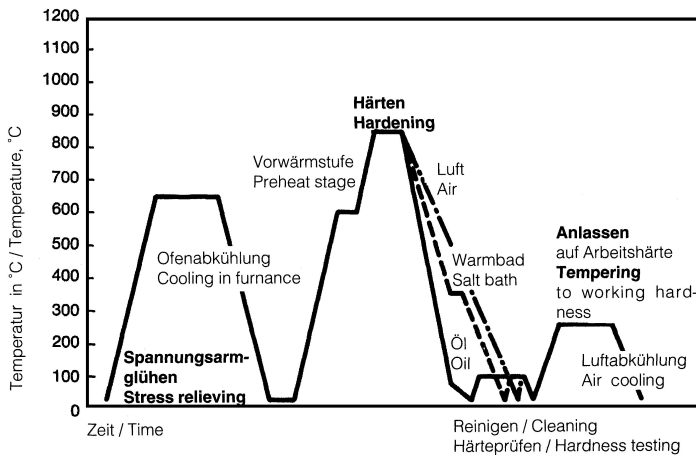 1200
1100
1000
900
800
700
600
500
400
300
200
100
0
Temperatur in °C / Temperature, °C
Härten
Hardening
Vorwärmstufe
Preheat stage
Luft
Air
Ofenabkühlung
Cooling in furnance
Warmbad
Salt bath
Anlassen
auf Arbeitshärte
Tempering
to working hard-
ness
Spannungsarm-
glühen
Stress relieving
Öl
Oil
Luftabkühlung
Air cooling
Zeit / Time
Reinigen / Cleaning
Härteprüfen / Hardness testing